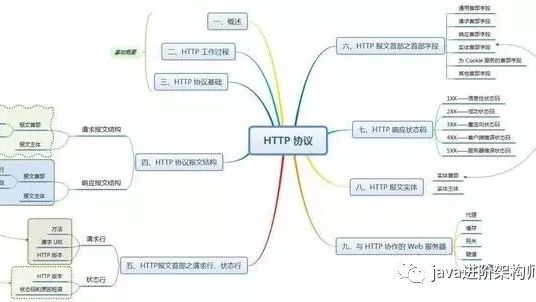 HTTP 协议
基础概要
一、概述
二、HTTP 工作过程
三、HTTP 协议基础
四、HTTP 协议报文结构
请求报文结构
报文首部
报文主体
响应报文结构
报文首部
报文主体
五、HTTP报文首部之请求行、状态行
请求行
方法
请求 URI
HTTP 版本
状态行
HTTP 版本
状态码和原因短语
六、HTTP 报文首部之首部字段
通用首部字段
请求首部字段
响应首部字段
实体首部字段
为 Cookie 服务的首部字段
其他首部字段
七、HTTP 响应状态码
1XX——信息性状态码
2XX——成功状态码
3XX——重定向状态码
4XX——客户端错误状态码
5XX——服务器错误状态码
八、HTTP 报文实体
实体首部
实体主体
九、与 HTTP 协作的 Web 服务器
代理
缓存
网关
隧道
java进阶架构师